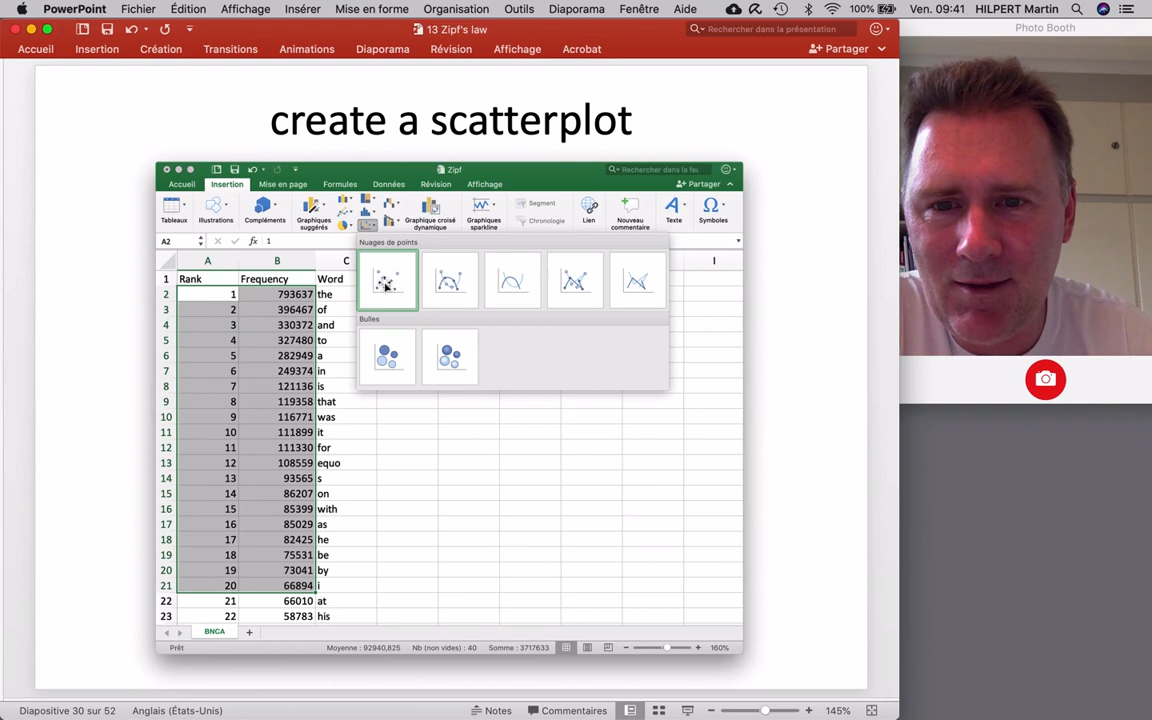 PowerPoint Fichier Édition Affichage Insérer Mise en forme Organisation Outils Diaporama Fenêtre Aide 100% Ven. 09:41 HILPERT Martin
13 Zipf's law Rechercher dans la présentation
Accueil Insertion Création Transitions Animations Diaporama Révision Affichage Acrobat Partager
Photo Booth
create a scatterplot
Zipf
Accueil Insertion Mise en page Formules Données Révision Affichage Partager
Tableaux Illustrations Compléments Graphiques suggérés Graphique croisé dynamique Graphiques sparkline Segment Chronologie Lien Nouveau commentaire Texte Symboles
A2 fx 1
Nuages de points
Bulles
A B C I
1 Rank Frequency Word
2 1 793637 the
3 2 396467 of
4 3 330372 and
5 4 327480 to
6 5 282949 a
7 6 249374 in
8 7 121136 is
9 8 119358 that
10 9 116771 was
11 10 111899 it
12 11 111330 for
13 12 108559 equo
14 13 93565 s
15 14 86207 on
16 15 85399 with
17 16 85029 as
18 17 82425 he
19 18 75531 be
20 19 73041 by
21 20 66894 i
22 21 66010 at
23 22 58783 his
BNCA
Prêt Moyenne : 92940,825 Nb (non vides) : 40 Somme : 3717633 160%
Diapositive 30 sur 52 Anglais (États-Unis) Notes Commentaires 145%